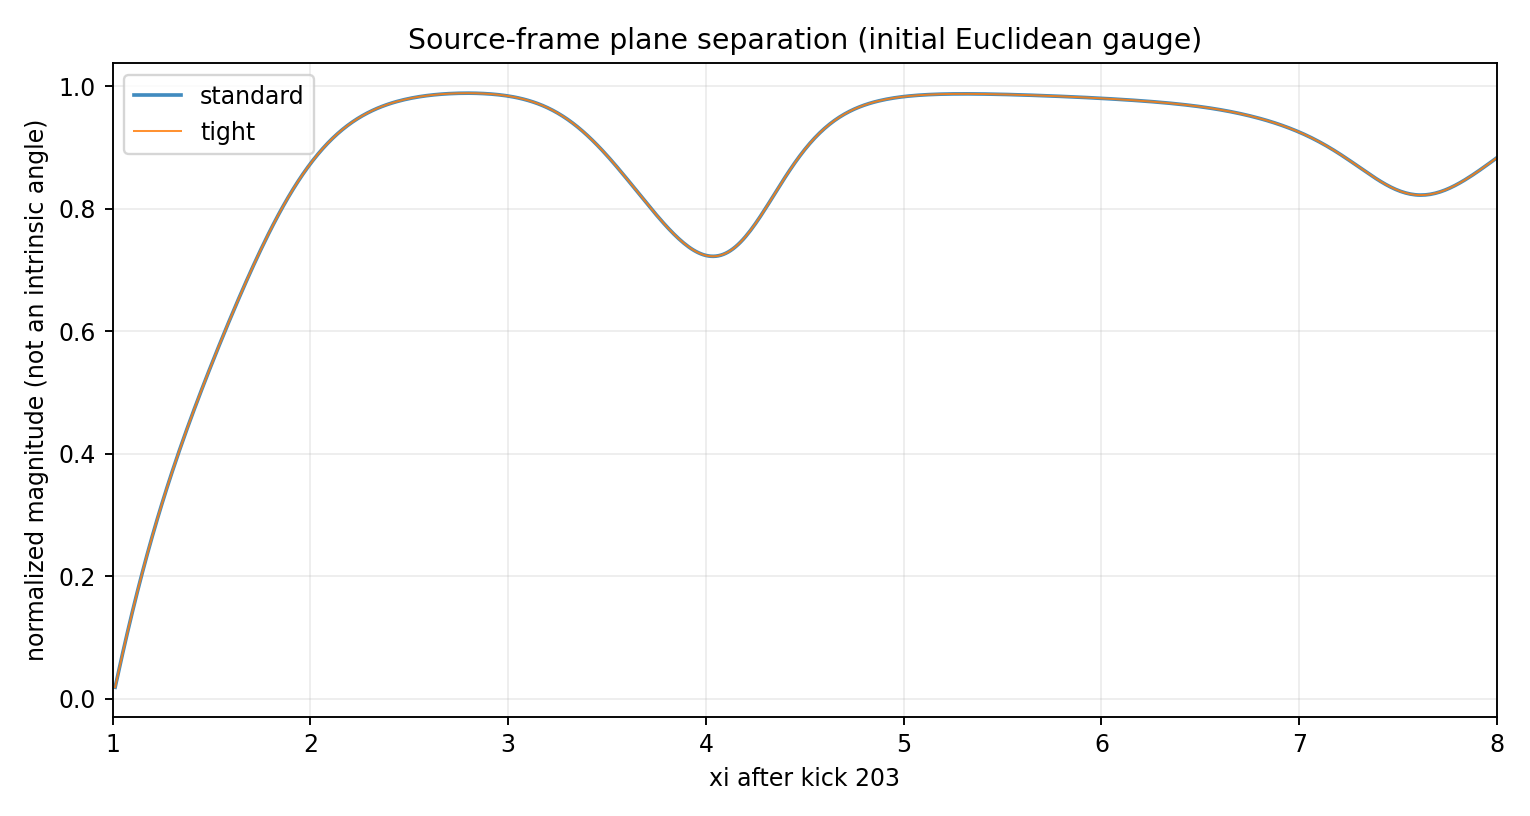 Source-frame plane separation (initial Euclidean gauge)
standard
tight
normalized magnitude (not an intrinsic angle)
1.0
0.8
0.6
0.4
0.2
0.0
1 2 3 4 5 6 7 8
xi after kick 203